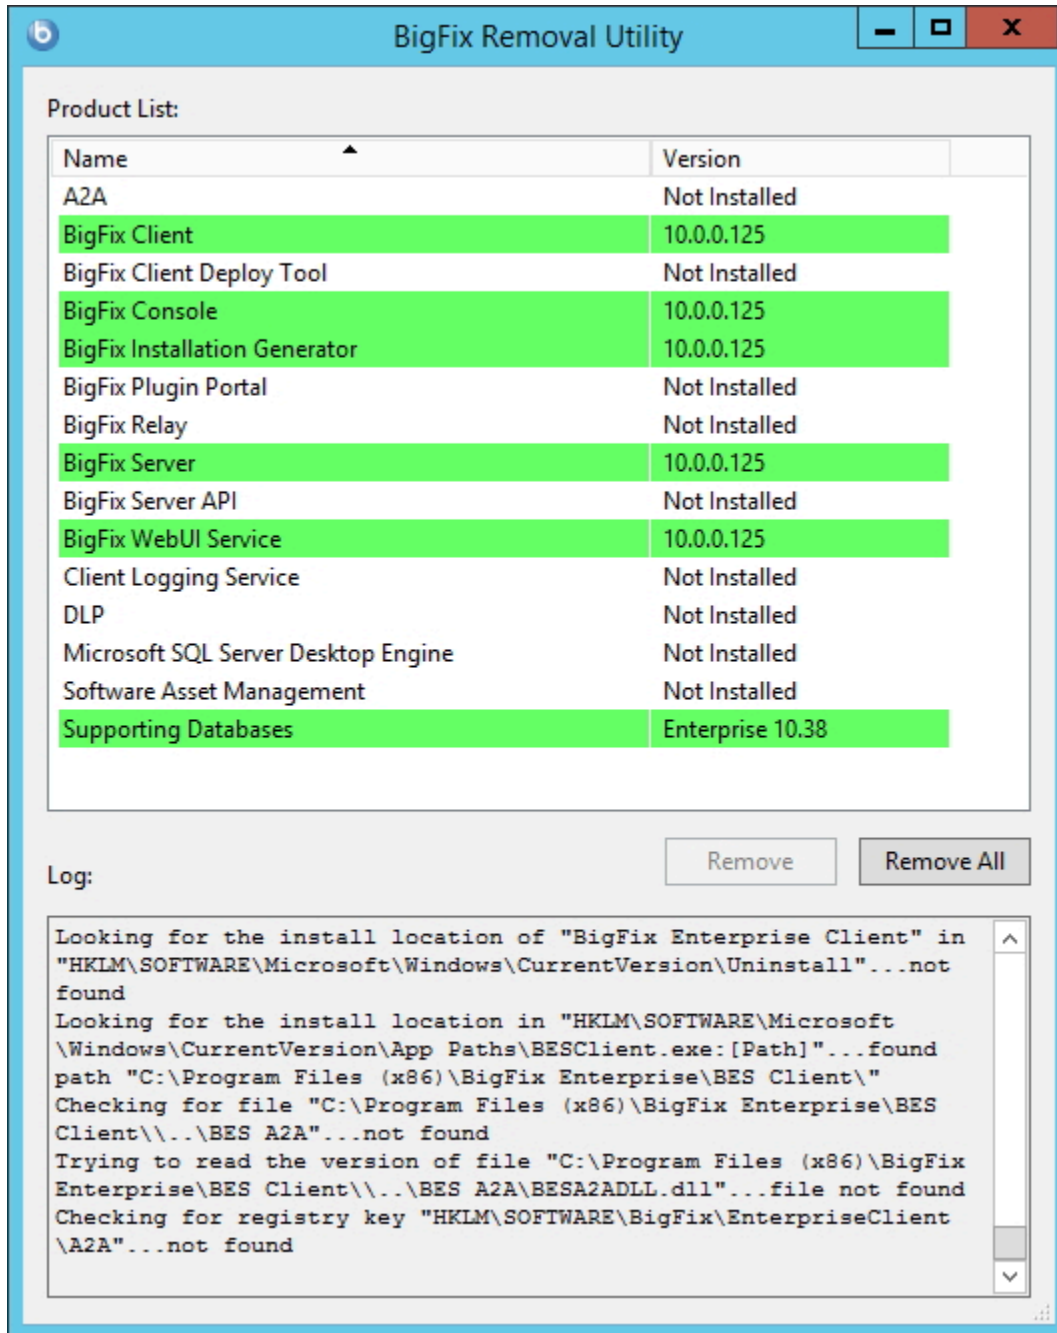 BigFix Removal Utility
Product List:
Name Version
A2A Not Installed
BigFix Client 10.0.0.125
BigFix Client Deploy Tool Not Installed
BigFix Console 10.0.0.125
BigFix Installation Generator 10.0.0.125
BigFix Plugin Portal Not Installed
BigFix Relay Not Installed
BigFix Server 10.0.0.125
BigFix Server API Not Installed
BigFix WebUI Service 10.0.0.125
Client Logging Service Not Installed
DLP Not Installed
Microsoft SQL Server Desktop Engine Not Installed
Software Asset Management Not Installed
Supporting Databases Enterprise 10.38
Remove Remove All
Log:
Looking for the install location of "BigFix Enterprise Client" in
"HKLM\SOFTWARE\Microsoft\Windows\CurrentVersion\Uninstall"...not
found
Looking for the install location in "HKLM\SOFTWARE\Microsoft
\Windows\CurrentVersion\App Paths\BESClient.exe:[Path]"...found
path "C:\Program Files (x86)\BigFix Enterprise\BES Client\"
Checking for file "C:\Program Files (x86)\BigFix Enterprise\BES
Client\\..\BES A2A"...not found
Trying to read the version of file "C:\Program Files (x86)\BigFix
Enterprise\BES Client\\..\BES A2A\BESA2ADLL.dll"...file not found
Checking for registry key "HKLM\SOFTWARE\BigFix\EnterpriseClient
\A2A"...not found